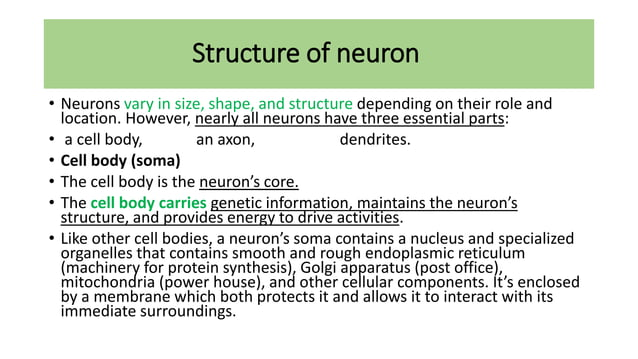 Structure of neuron
• Neurons vary in size, shape, and structure depending on their role and
location. However, nearly all neurons have three essential parts:
• a cell body, an axon, dendrites.
• Cell body (soma)
• The cell body is the neuron’s core.
• The cell body carries genetic information, maintains the neuron’s
structure, and provides energy to drive activities.
• Like other cell bodies, a neuron’s soma contains a nucleus and specialized
organelles that contains smooth and rough endoplasmic reticulum
(machinery for protein synthesis), Golgi apparatus (post office),
mitochondria (power house), and other cellular components. It’s enclosed
by a membrane which both protects it and allows it to interact with its
immediate surroundings.